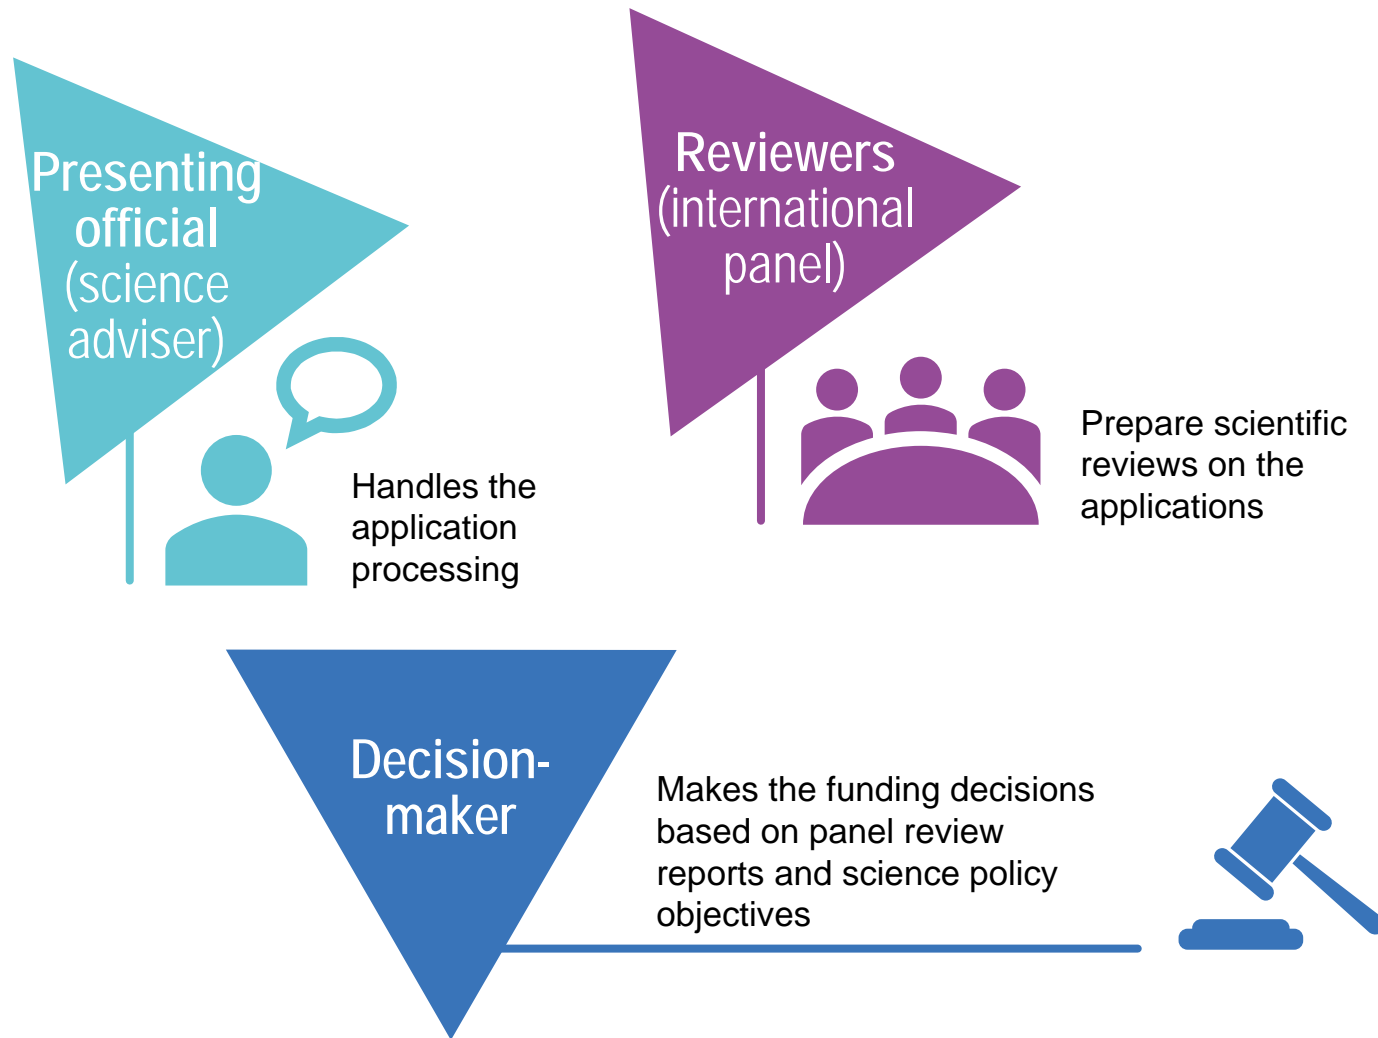 Presenting
official
(science
adviser)
Handles the
application
processing
Reviewers
(international
panel)
Prepare scientific
reviews on the
applications
Decision-
maker
Makes the funding decisions
based on panel review
reports and science policy
objectives